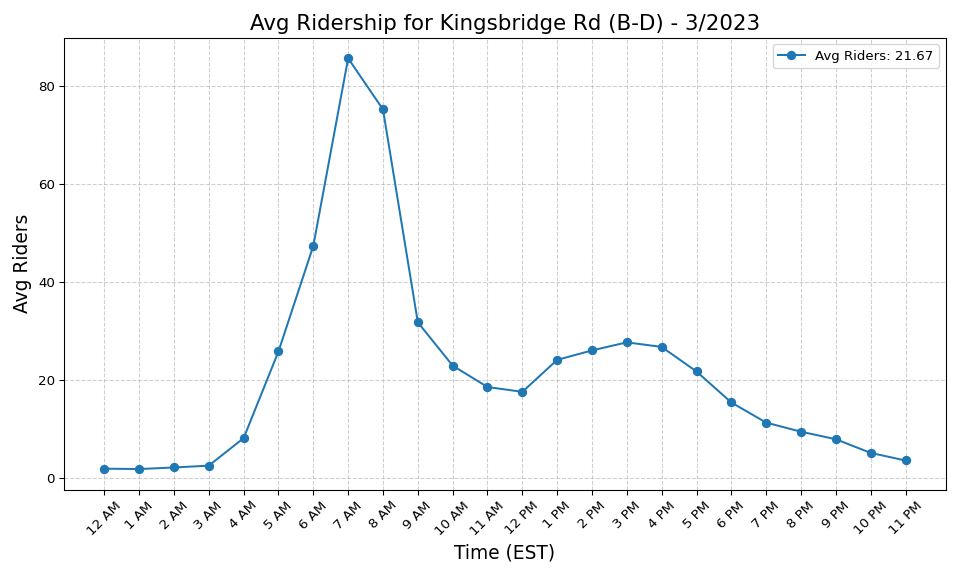 Avg Ridership for Kingsbridge Rd (B-D) - 3/2023
Avg Riders: 21.67
Avg Riders
80
60
40
20
0
12 AM
1 AM
2 AM
3 AM
4 AM
5 AM
6 AM
7 AM
8 AM
9 AM
10 AM
11 AM
12 PM
1 PM
2 PM
3 PM
4 PM
5 PM
6 PM
7 PM
8 PM
9 PM
10 PM
11 PM
Time (EST)